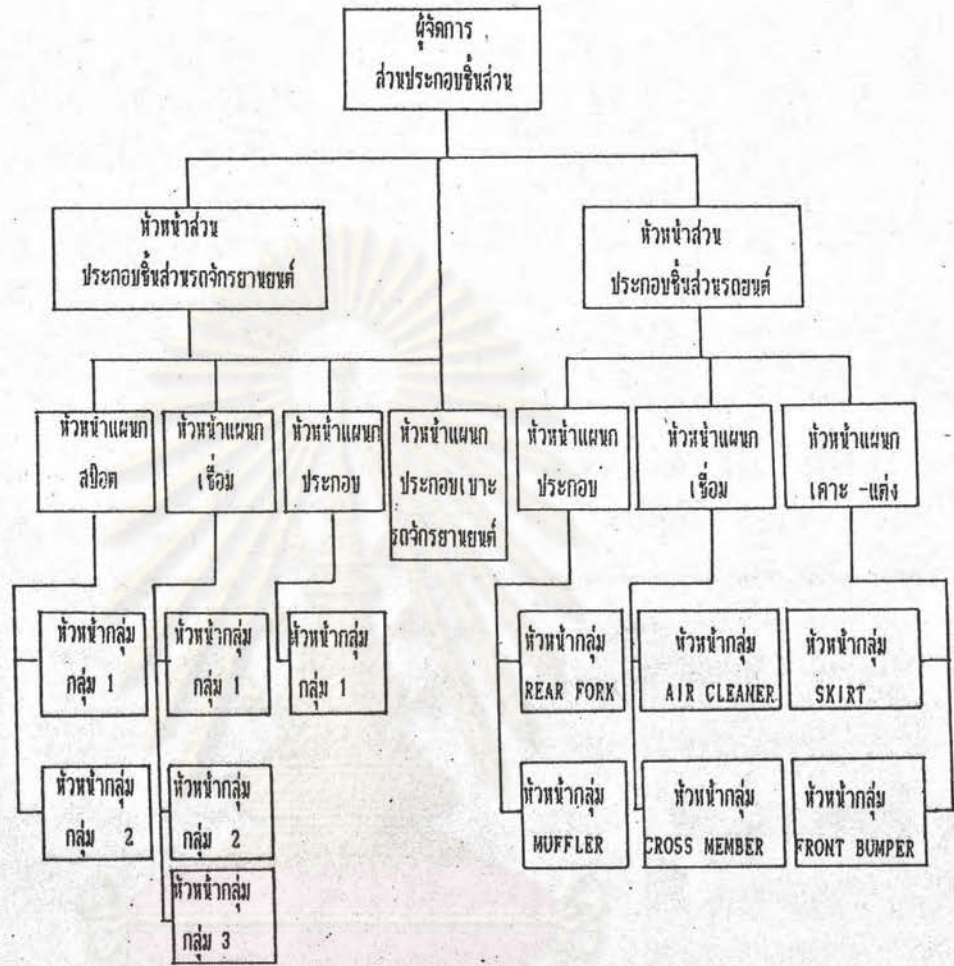 ผู้จัดการ
ส่วนประกอบชิ้นส่วน
หัวหน้าส่วน
ประกอบชิ้นส่วนรถจักรยานยนต์
หัวหน้าส่วน
ประกอบชิ้นส่วนรถยนต์
หัวหน้าแผนก
สป๊อต
หัวหน้าแผนก
เชื่อม
หัวหน้าแผนก
ประกอบ
หัวหน้าแผนก
ประกอบเบาะ
รถจักรยานยนต์
หัวหน้าแผนก
ประกอบ
หัวหน้าแผนก
เชื่อม
หัวหน้าแผนก
เคาะ -แต่ง
หัวหน้ากลุ่ม
กลุ่ม 1
หัวหน้ากลุ่ม
กลุ่ม 1
หัวหน้ากลุ่ม
กลุ่ม 1
หัวหน้ากลุ่ม
REAR FORK
หัวหน้ากลุ่ม
AIR CLEANER
หัวหน้ากลุ่ม
SKIRT
หัวหน้ากลุ่ม
กลุ่ม 2
หัวหน้ากลุ่ม
กลุ่ม 2
หัวหน้ากลุ่ม
MUFFLER
หัวหน้ากลุ่ม
CROSS MEMBER
หัวหน้ากลุ่ม
FRONT BUMPER
หัวหน้ากลุ่ม
กลุ่ม 3